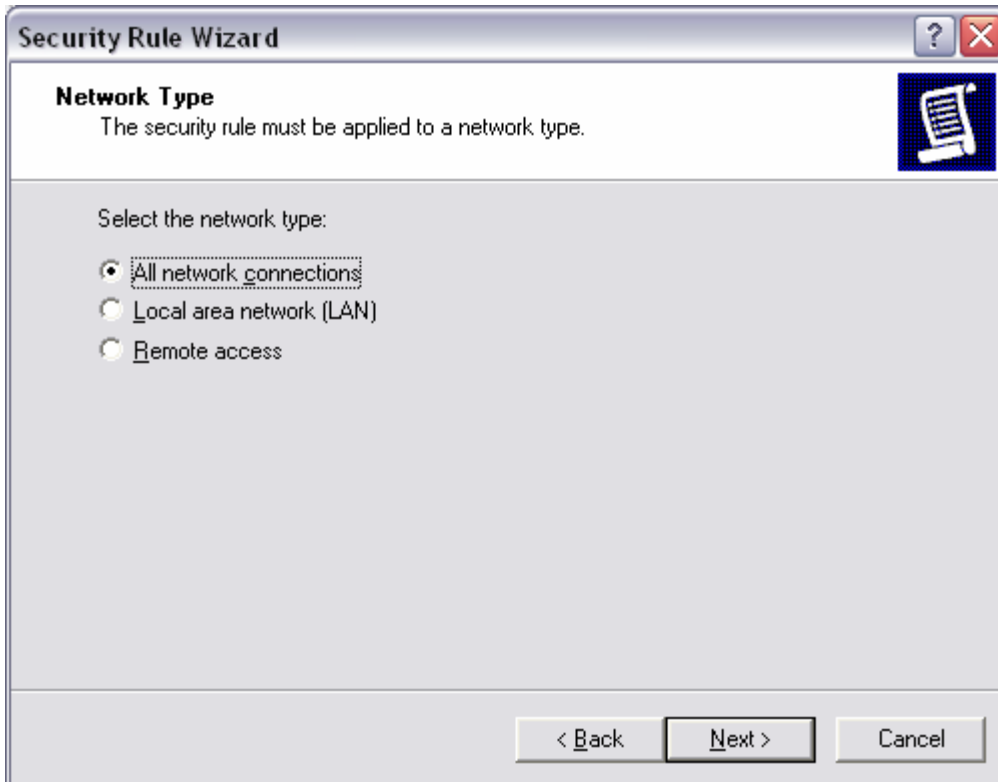 Security Rule Wizard
Network Type
The security rule must be applied to a network type.
Select the network type:
All network connections
Local area network (LAN)
Remote access
< Back Next > Cancel